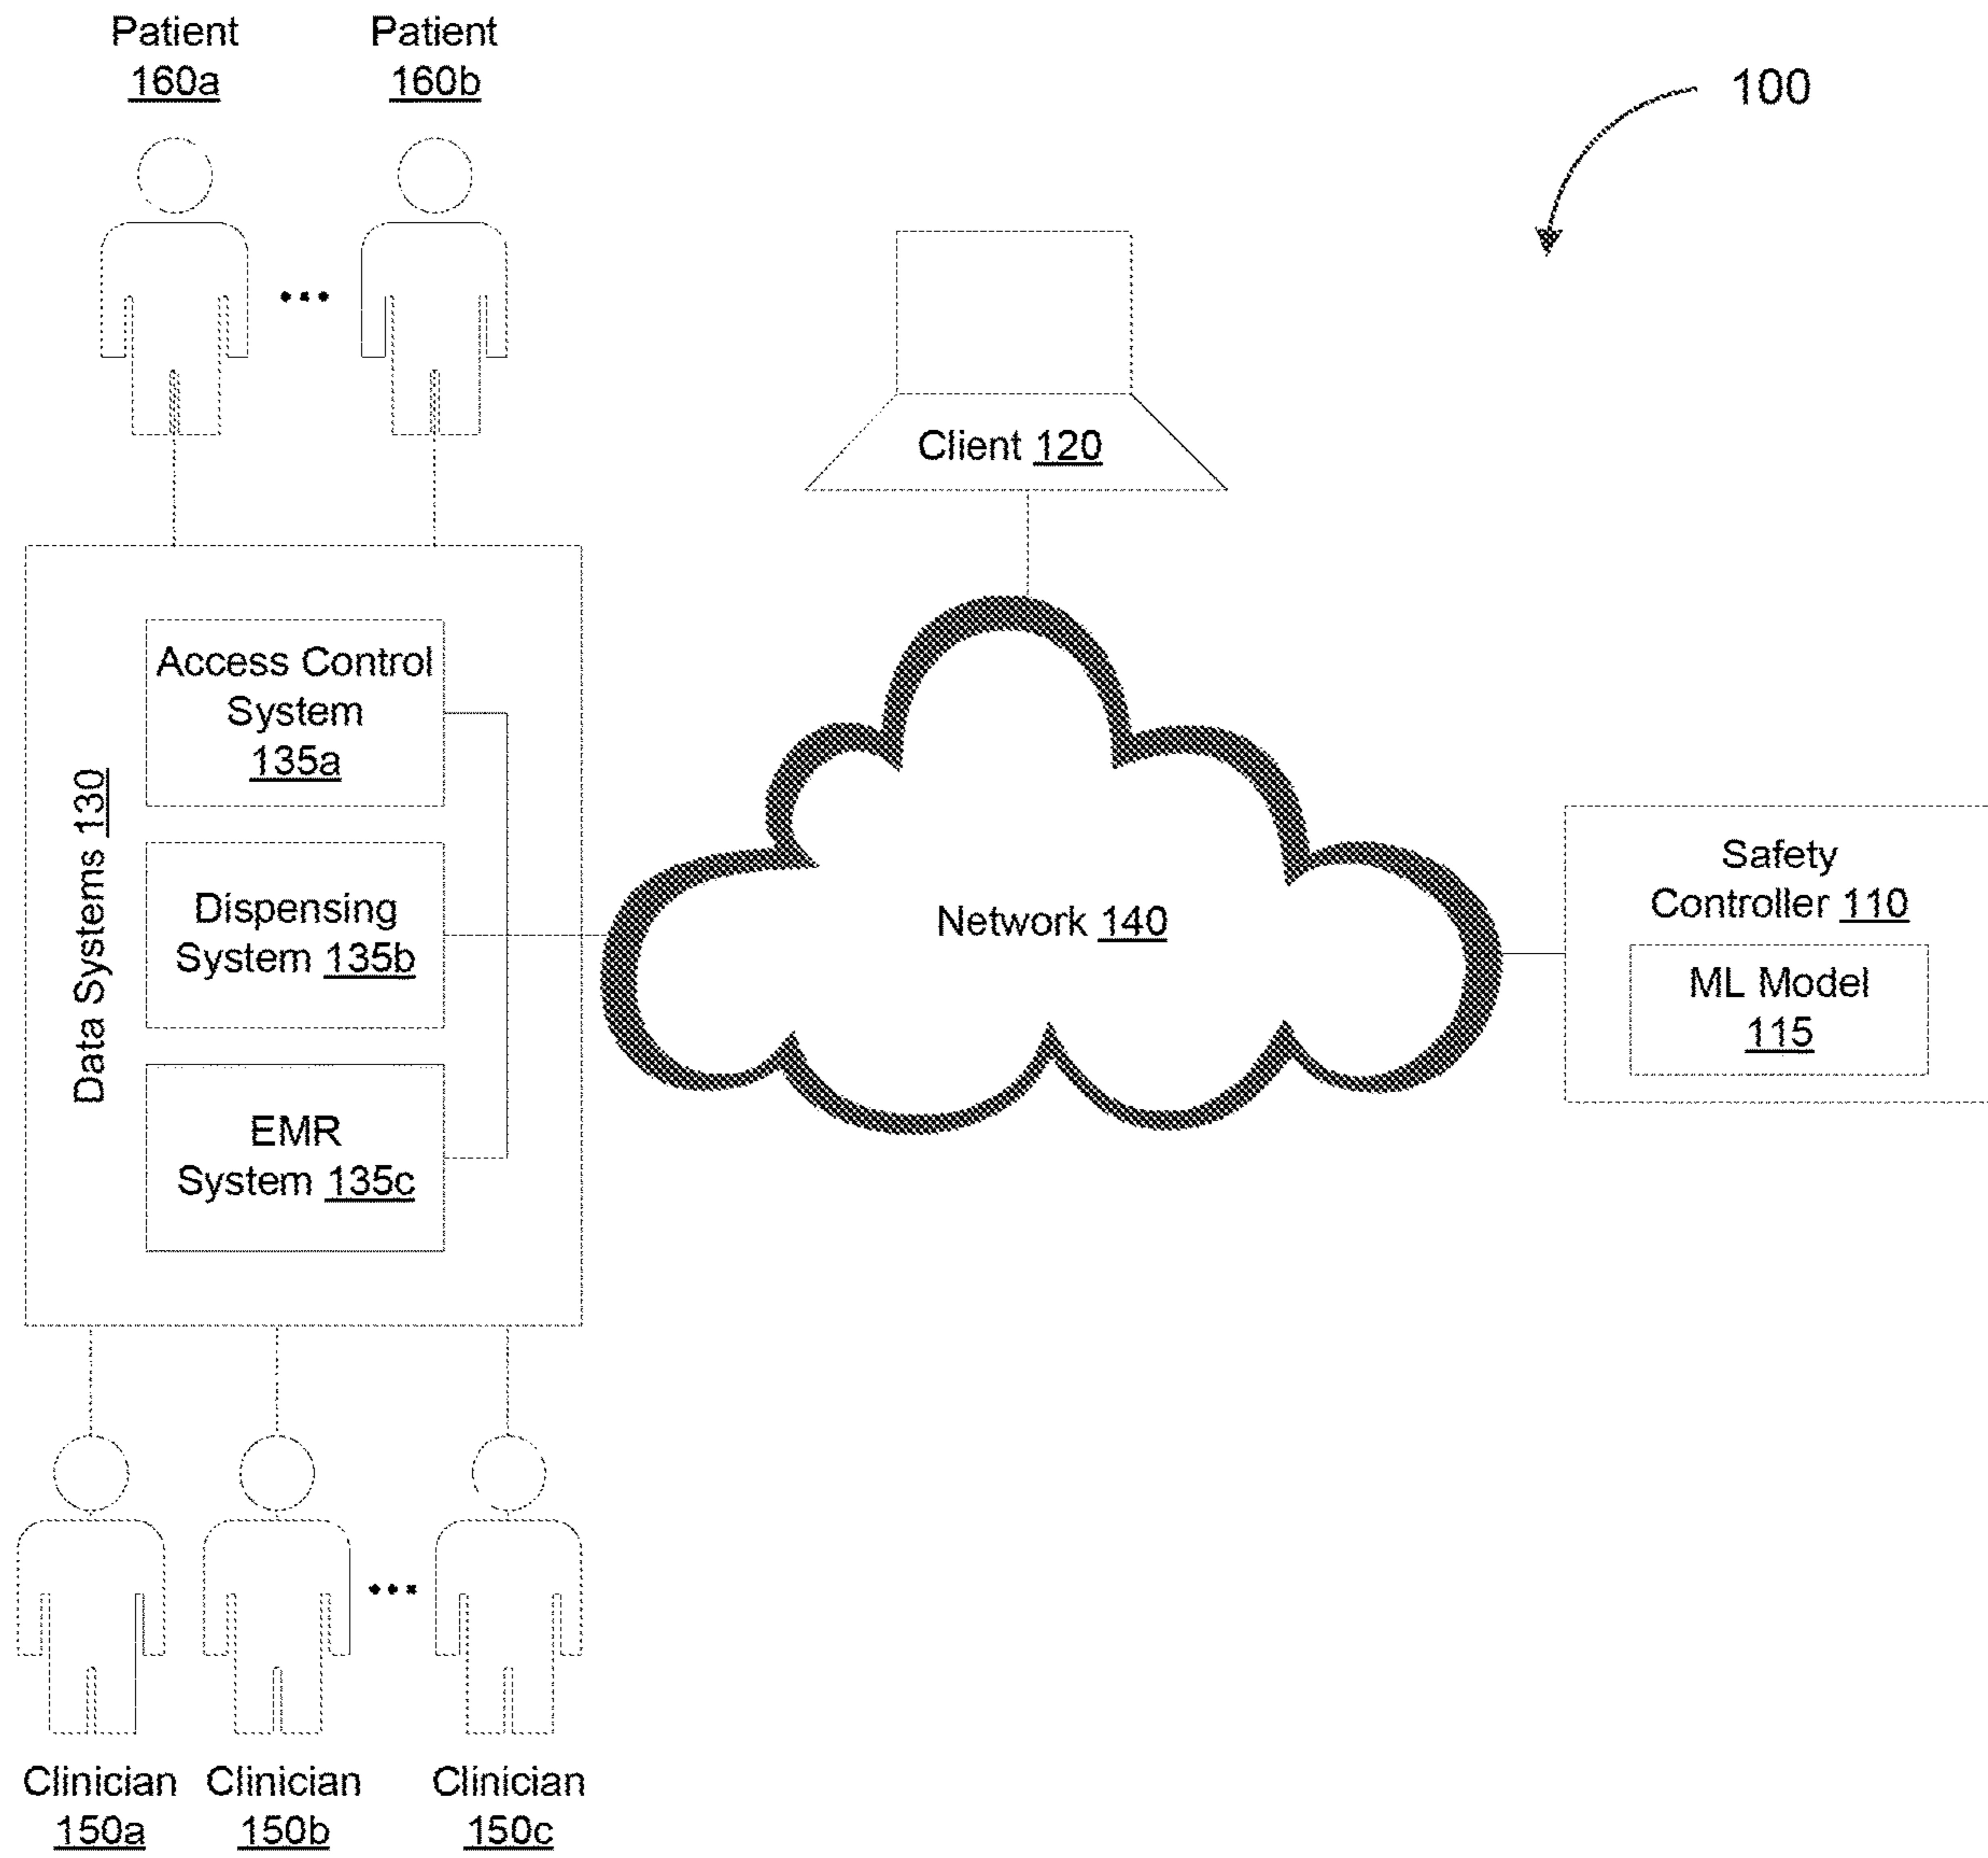 Patient
160a
Patient
160b
100
Client 120
Access Control
System
135a
Data Systems 130
Dispensing
System 135b
EMR
System 135c
Network 140
Safety
Controller 110
ML Model
115
Clinician
150a
Clinician
150b
Clinician
150c